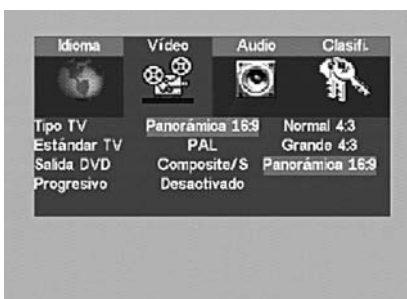 Idioma Vídeo Audio Clasifi.
Tipo TV Panorámica 16:9 Normal 4:3
Estándar TV PAL Grande 4:3
Salida DVD Composite/S Panorámica 16:9
Progresivo Desactivado